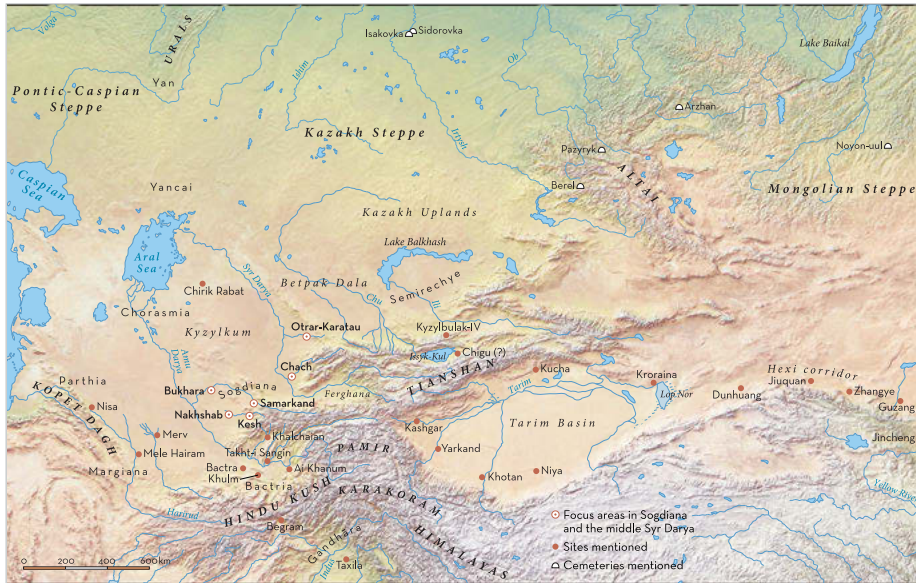 Volga
URALS
Yan
Ishim
Isakovka
Sidorovka
Ob
Lake Baikal
Pontic-Caspian
Steppe
Kazakh Steppe
Irtysh
Arzhan
Pazyryk
Noyon-uul
Berel
ALTAI
Mongolian Steppe
Caspian
Sea
Yancai
Kazakh Uplands
Aral
Sea
Lake Balkhash
Syr Darya
Betpak Dala
Chirik Rabat
Semirechye
Chu
Ili
Chorasmia
Kyzylkum
Otrar-Karatau
Kyzylbulak-IV
Amu
Darya
Issyk-Kul
Chigu (?)
Chach
TIANSHAN
Kucha
Kroraina
Hexi corridor
Jiuquan
Parthia
Bukhara
Sogdiana
Ferghana
Tarim
Lop Nor
Dunhuang
Zhangye
KOPET DAGH
Nisa
Samarkand
Guzang
Nakhshab
Kesh
Kashgar
Tarim Basin
Merv
Khalchaian
Jincheng
Mele Hairam
Takht-i Sangin
PAMIR
Yarkand
Margiana
Bactra
Ai Khanum
Khotan
Niya
Khulm
Bactria
Yellow River
HINDU KUSH
KARAKORAM
Harirud
Focus areas in Sogdiana
and the middle Syr Darya
Begram
Gandhara
HIMALAYAS
Sites mentioned
Indus
Taxila
Cemeteries mentioned
0 200 400 600 km